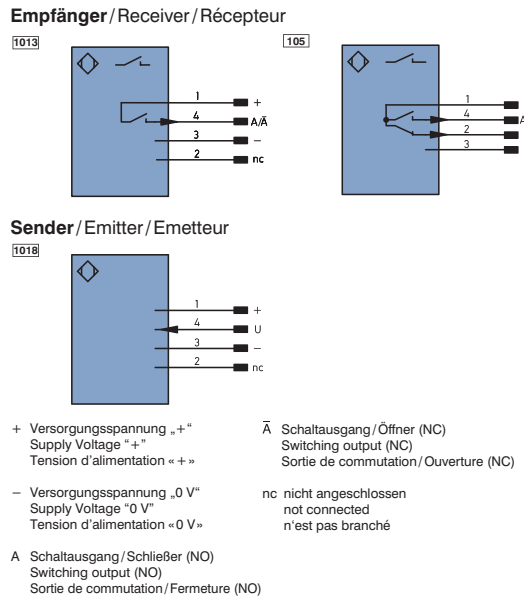 Empfänger/Receiver/Récepteur
1013
1 +
4 A/Ā
3 –
2 nc
105
1
4 A
2
3
Sender/Emitter/Emetteur
1018
1 +
4 U
3 –
2 nc
+ Versorgungsspannung „+“
Supply Voltage “+”
Tension d'alimentation «+»
– Versorgungsspannung „0 V“
Supply Voltage “0 V”
Tension d'alimentation «0 V»
A Schaltausgang/Schließer (NO)
Switching output (NO)
Sortie de commutation/Fermeture (NO)
Ā Schaltausgang/Öffner (NC)
Switching output (NC)
Sortie de commutation/Ouverture (NC)
nc nicht angeschlossen
not connected
n'est pas branché